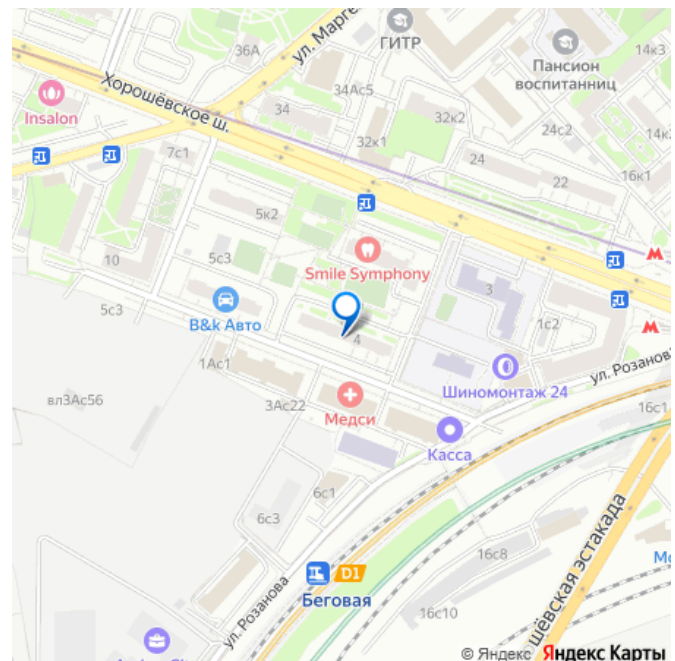 36А
ул. Марге
ГИТР
Пансион
воспитанниц
14к3
34Ас5
Insalon
Хорошёвское ш.
34
32к1
32к2
24с2
14к
7с1
24
22
16к1
5к2
Smile Symphony
10
5с3
3
5с3
B&k Авто
4
1с2
1Ас1
ул. Розанова
Шиномонтаж 24
вл3Ас56
3Ас22
Медси
16с1
Касса
6с1
6с3
16с8
D1
Беговая
ул. Розанова
16с10
шёвская эстакада
© Яндекс Яндекс Карты